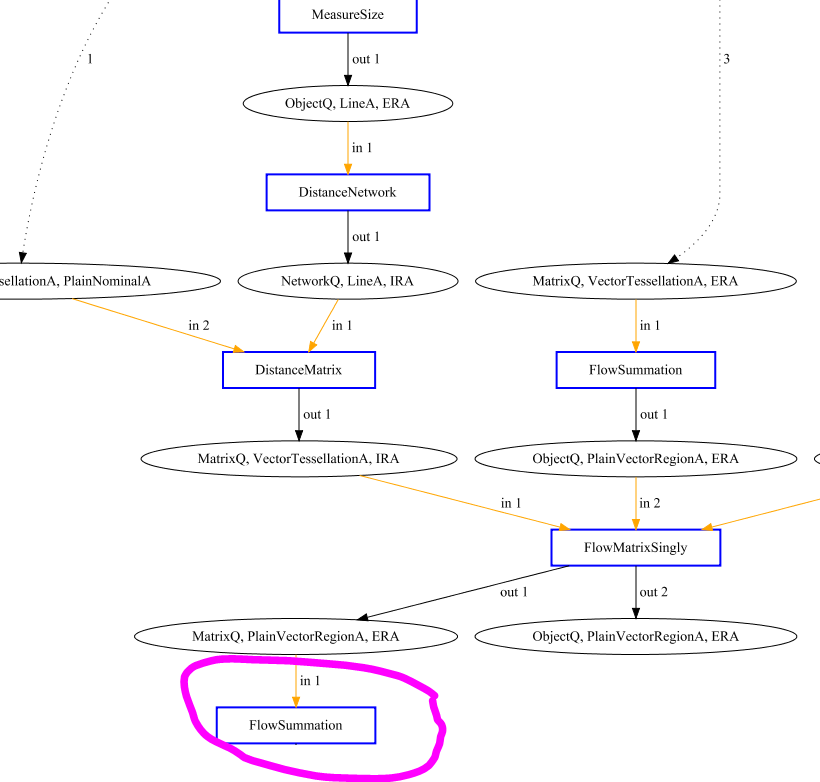 MeasureSize
1
out 1
3
ObjectQ, LineA, ERA
in 1
DistanceNetwork
out 1
sellationA, PlainNominalA
NetworkQ, LineA, IRA
MatrixQ, VectorTessellationA, ERA
in 2
in 1
in 1
DistanceMatrix
FlowSummation
out 1
out 1
MatrixQ, VectorTessellationA, IRA
ObjectQ, PlainVectorRegionA, ERA
in 1
in 2
FlowMatrixSingly
out 1
out 2
MatrixQ, PlainVectorRegionA, ERA
ObjectQ, PlainVectorRegionA, ERA
in 1
FlowSummation